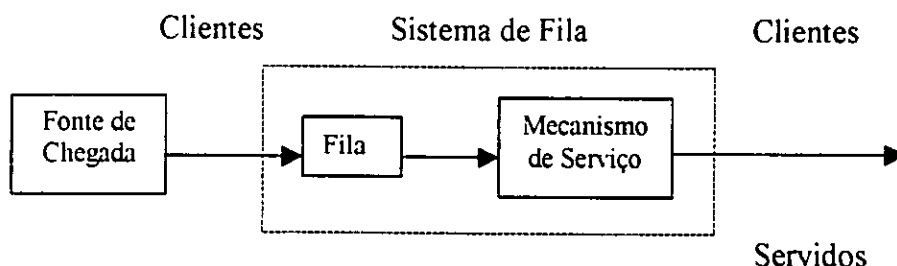 Clientes
Sistema de Fila
Clientes
Fonte de
Chegada
Fila
Mecanismo
de Serviço
Servidos